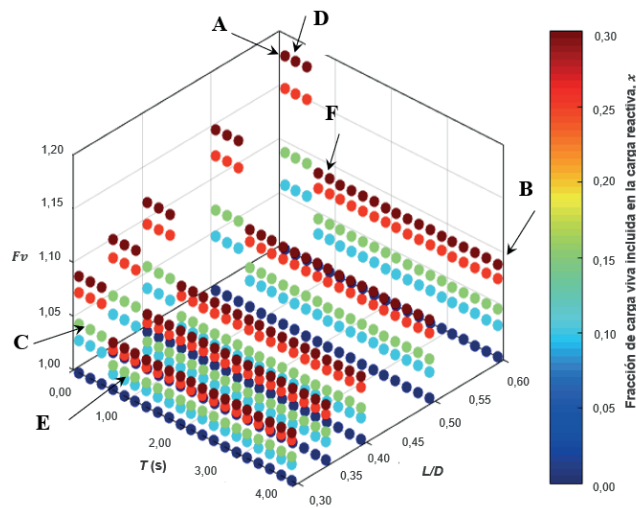 A
D
F
B
C
E
1,20
1,15
1,10
1,05
1,00
Fv
0,00
1,00
2,00
3,00
4,00
T (s)
0,30
0,35
0,40
0,45
0,50
0,55
0,60
L/D
0,30
0,25
0,20
0,15
0,10
0,05
0,00
Fracción de carga viva incluida en la carga reactiva, x